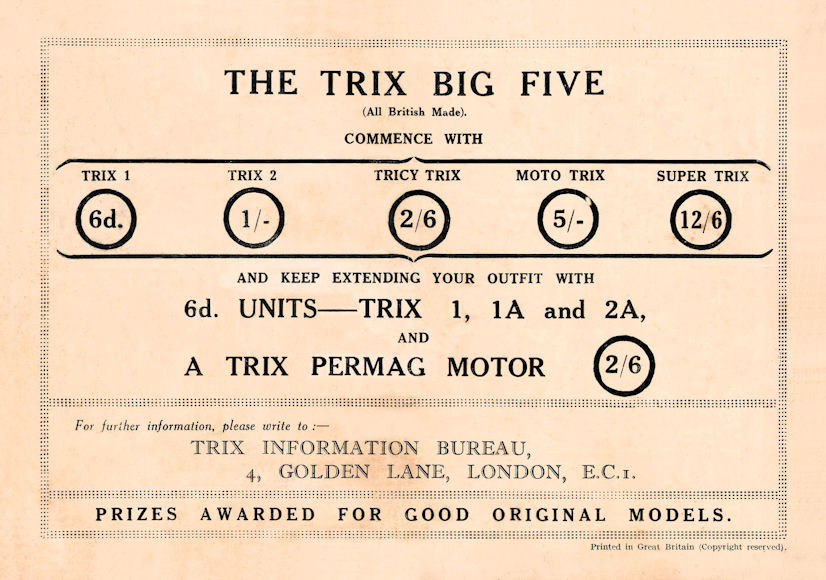 THE TRIX BIG FIVE
(All British Made).
COMMENCE WITH
TRIX 1 TRIX 2 TRICY TRIX MOTO TRIX SUPER TRIX
6d. 1/- 2/6 5/- 12/6
AND KEEP EXTENDING YOUR OUTFIT WITH
6d. UNITS—TRIX 1, 1A and 2A,
AND
A TRIX PERMAG MOTOR 2/6
For further information, please write to :—
TRIX INFORMATION BUREAU,
4, GOLDEN LANE, LONDON, E.C.1.
PRIZES AWARDED FOR GOOD ORIGINAL MODELS.
Printed in Great Britain (Copyright reserved).